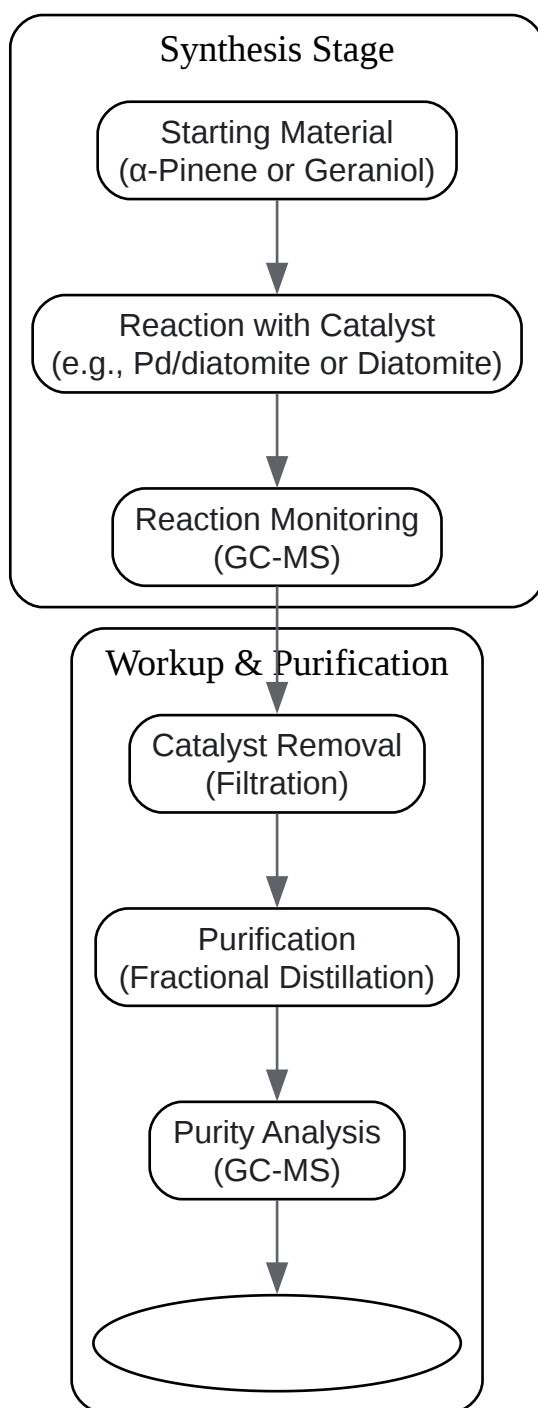 Synthesis Stage
Starting Material
(α-Pinene or Geraniol)
Reaction with Catalyst
(e.g., Pd/diatomite or Diatomite)
Reaction Monitoring
(GC-MS)
Workup & Purification
Catalyst Removal
(Filtration)
Purification
(Fractional Distillation)
Purity Analysis
(GC-MS)